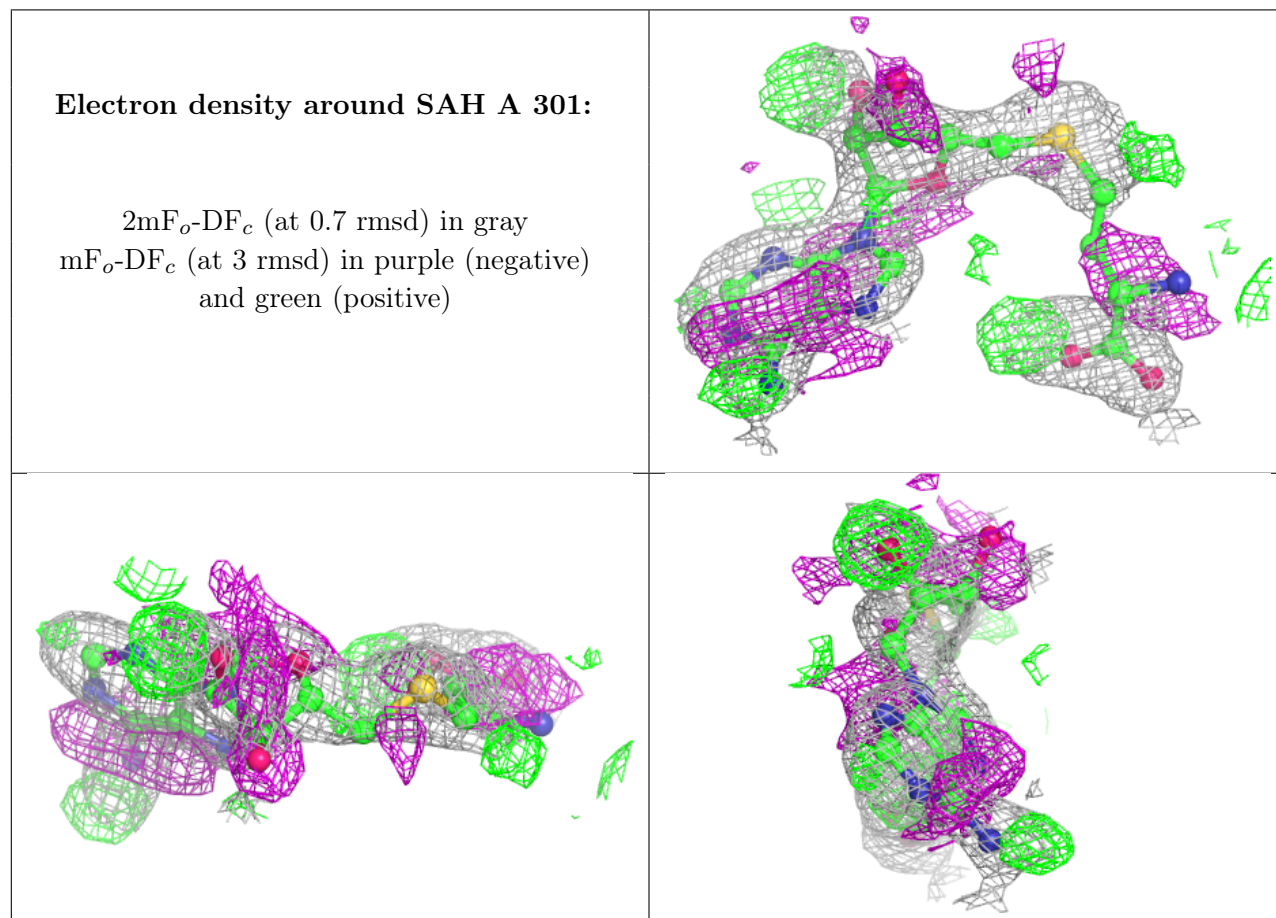 Electron density around SAH A 301:
2mFₒ-DF𝒸 (at 0.7 rmsd) in gray
mFₒ-DF𝒸 (at 3 rmsd) in purple (negative)
and green (positive)